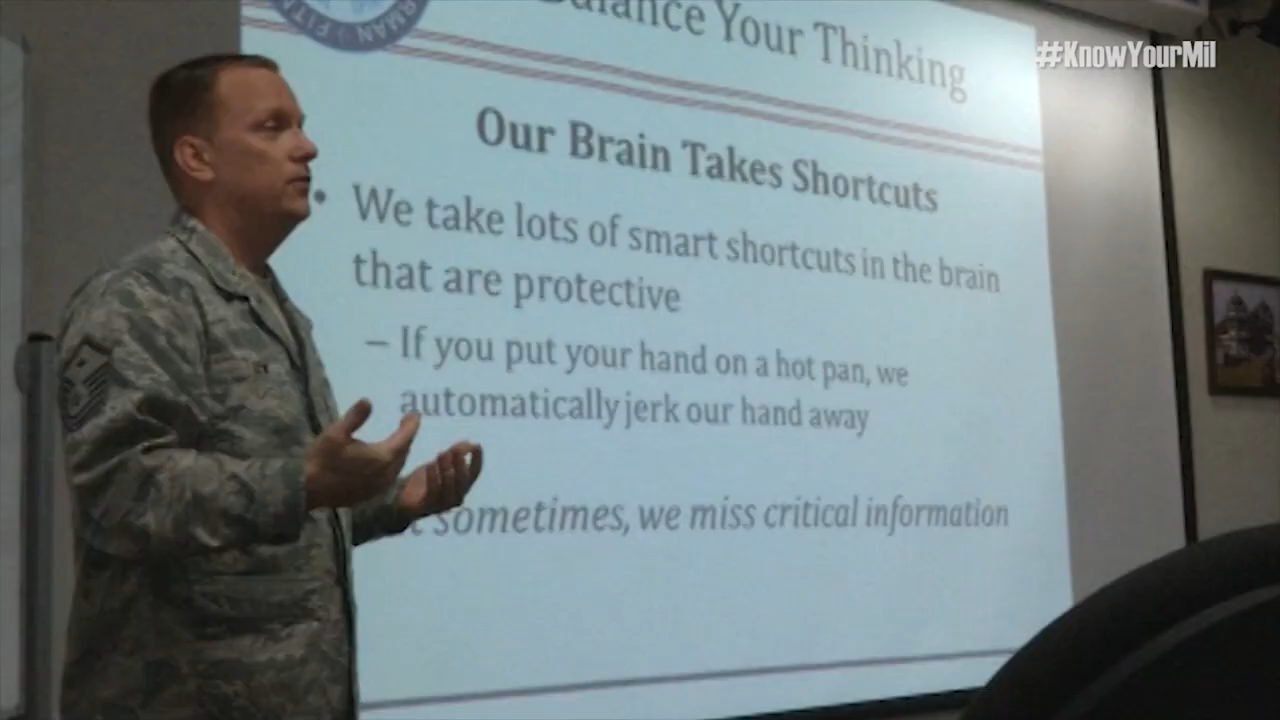 #KnowYourMil
Balance Your Thinking
RMAN | FITN
Our Brain Takes Shortcuts
• We take lots of smart shortcuts in the brain
that are protective
– If you put your hand on a hot pan, we
automatically jerk our hand away
sometimes, we miss critical information